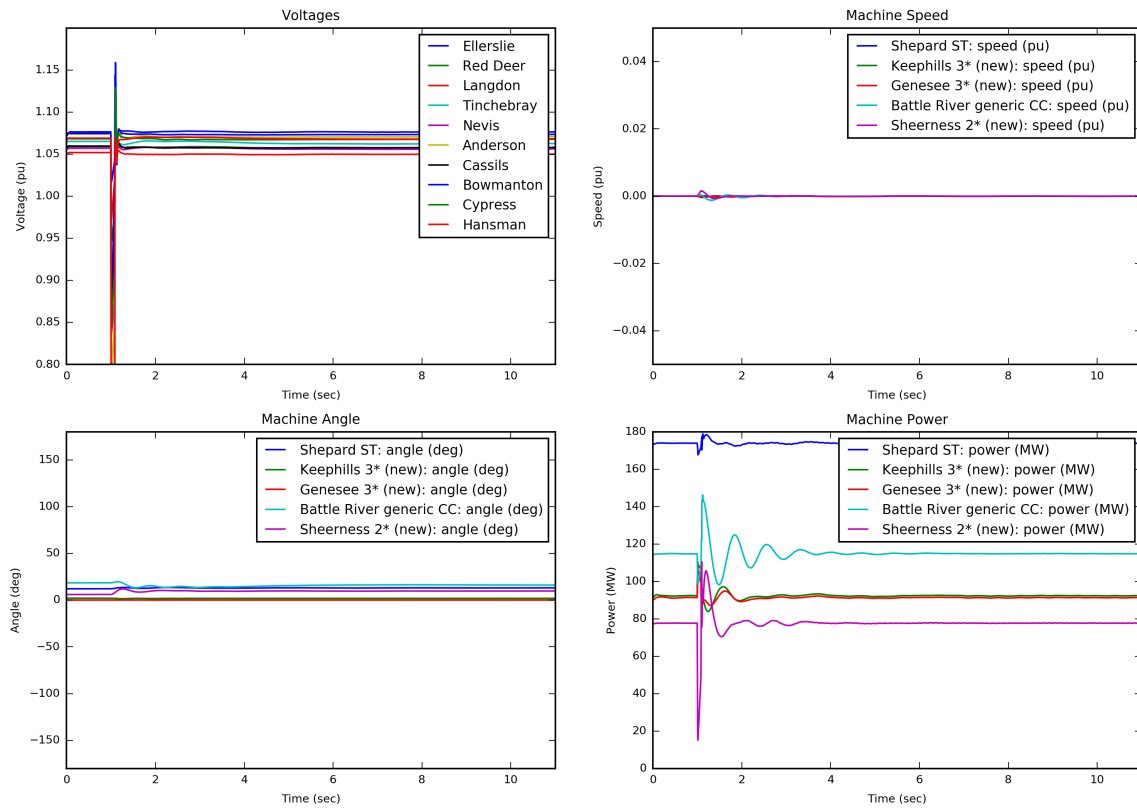 Voltages
1.15
1.10
1.05
1.00
0.95
0.90
0.85
0.80
Voltage (pu)
Ellerslie
Red Deer
Langdon
Tinchebray
Nevis
Anderson
Cassils
Bowmanton
Cypress
Hansman
0 2 4 6 8 10
Time (sec)
Machine Speed
0.04
0.02
0.00
−0.02
−0.04
Speed (pu)
Shepard ST: speed (pu)
Keephills 3* (new): speed (pu)
Genesee 3* (new): speed (pu)
Battle River generic CC: speed (pu)
Sheerness 2* (new): speed (pu)
0 2 4 6 8 10
Time (sec)
Machine Angle
150
100
50
0
−50
−100
−150
Angle (deg)
Shepard ST: angle (deg)
Keephills 3* (new): angle (deg)
Genesee 3* (new): angle (deg)
Battle River generic CC: angle (deg)
Sheerness 2* (new): angle (deg)
0 2 4 6 8 10
Time (sec)
Machine Power
180
160
140
120
100
80
60
40
20
0
Power (MW)
Shepard ST: power (MW)
Keephills 3* (new): power (MW)
Genesee 3* (new): power (MW)
Battle River generic CC: power (MW)
Sheerness 2* (new): power (MW)
0 2 4 6 8 10
Time (sec)